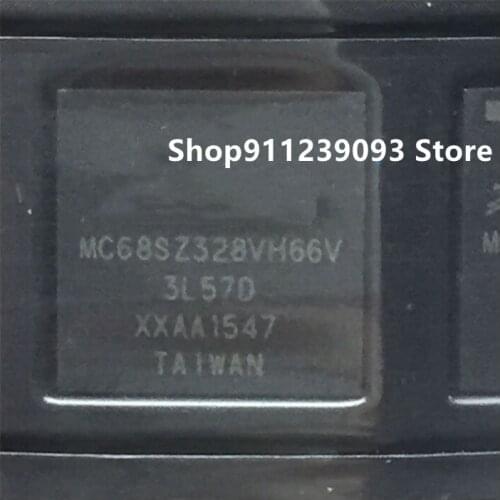 Shop911239093 Store
MC68SZ328VH66V
3L57D
XXAA1547
TAIWAN
M